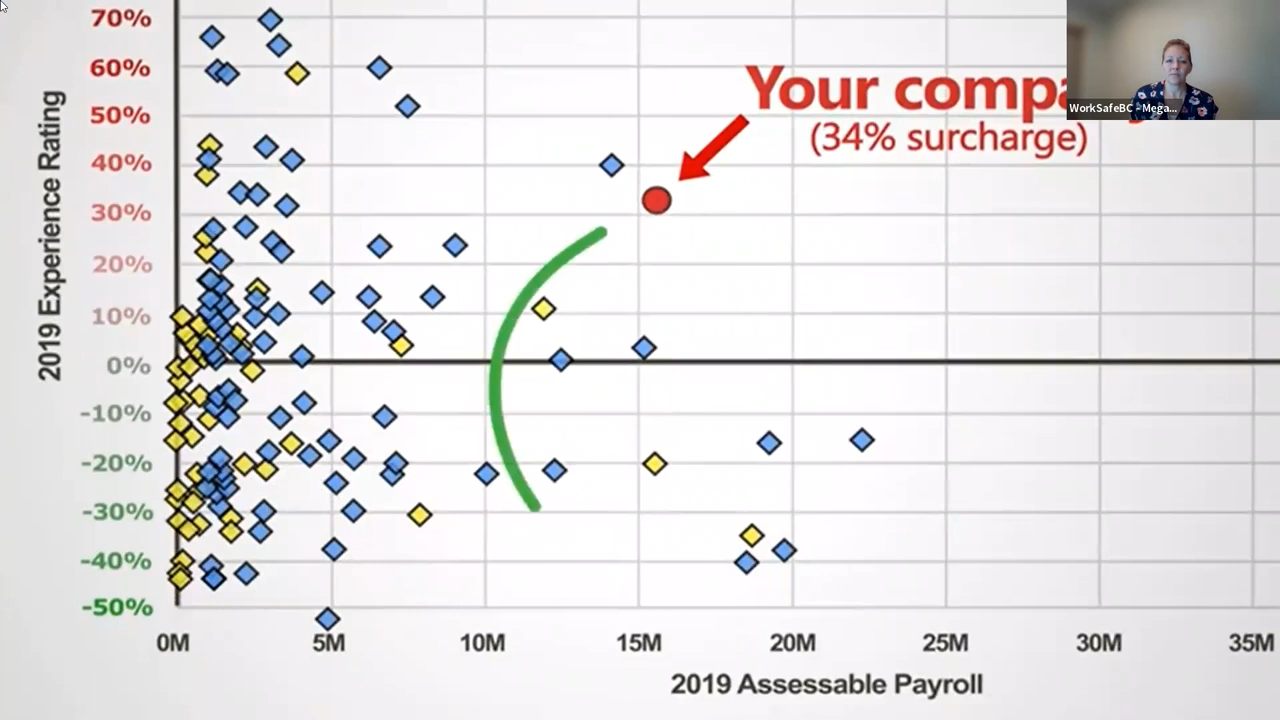 70%
60%
50%
40%
30%
20%
10%
0%
-10%
-20%
-30%
-40%
-50%
2019 Experience Rating
Your compa
(34% surcharge)
WorkSafeBC - Mega...
0M 5M 10M 15M 20M 25M 30M 35M
2019 Assessable Payroll